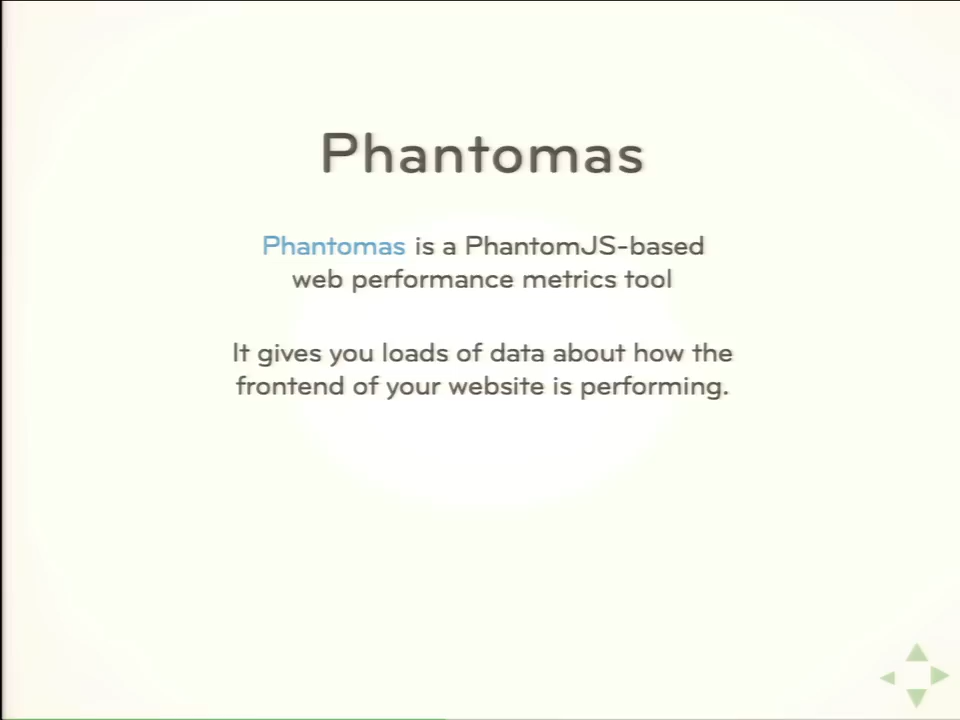 Phantomas
Phantomas is a PhantomJS-based
web performance metrics tool
It gives you loads of data about how the
frontend of your website is performing.